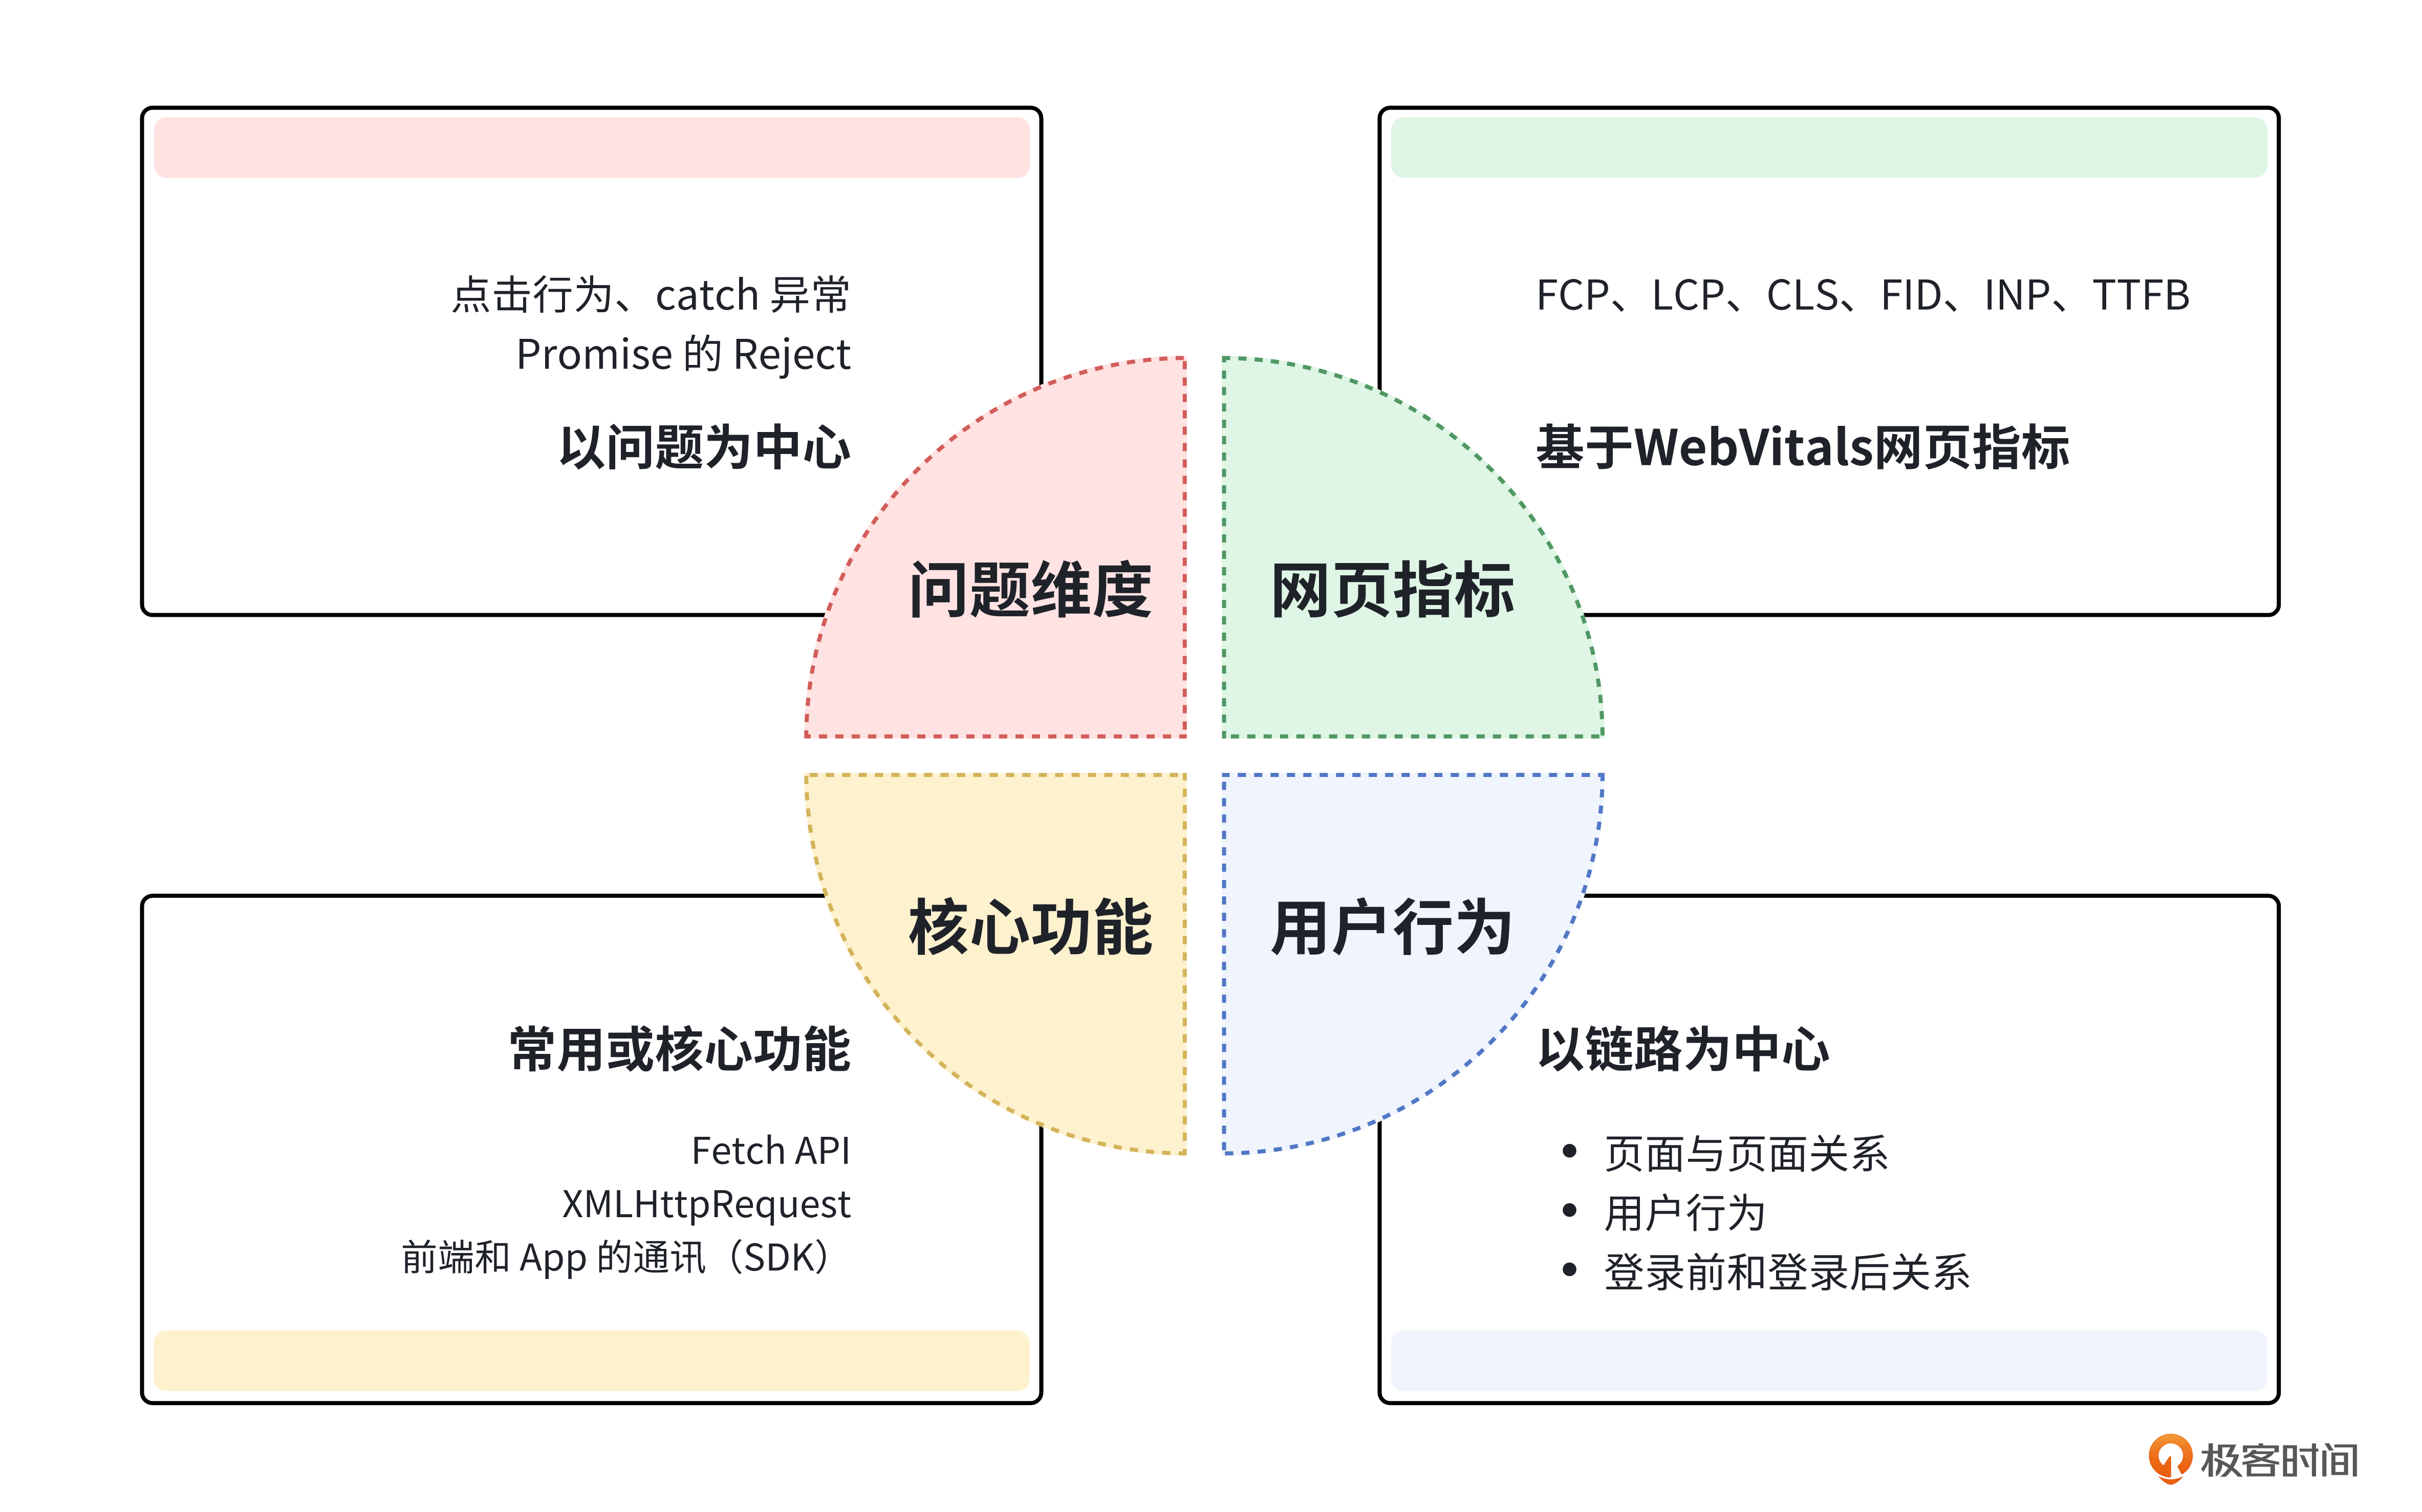 点击行为、catch 异常
Promise 的 Reject
以问题为中心
FCP、LCP、CLS、FID、INP、TTFB
基于WebVitals网页指标
问题维度
网页指标
核心功能
用户行为
常用或核心功能
Fetch API
XMLHttpRequest
前端和 App 的通讯（SDK）
以链路为中心
• 页面与页面关系
• 用户行为
• 登录前和登录后关系
极客时间